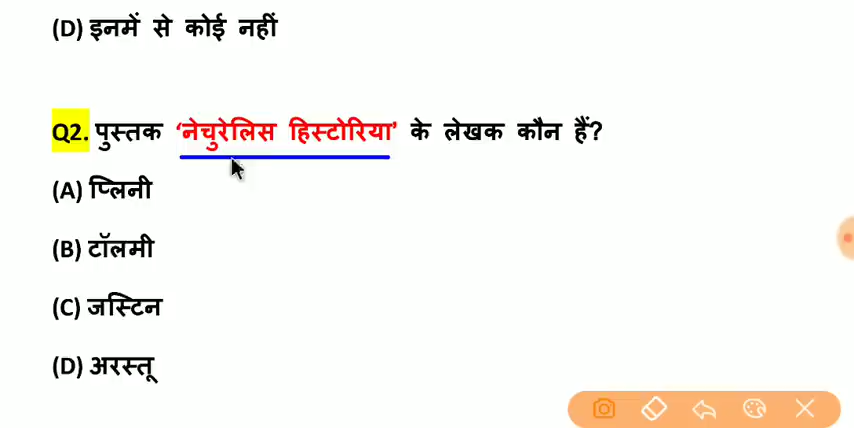 (D) इनमें से कोई नहीं
Q2. पुस्तक ‘नेचुरेलिस हिस्टोरिया’ के लेखक कौन हैं?
(A) प्लिनी
(B) टॉलमी
(C) जस्टिन
(D) अरस्तू